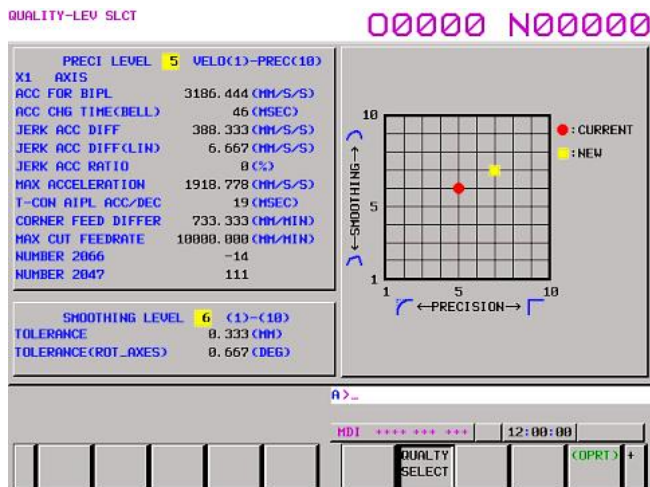 QUALITY-LEV SLCT
O0000 N00000
PRECI LEVEL 5 VELO(1)-PREC(10)
X1 AXIS
ACC FOR BIPL 3186.444(MM/S/S)
ACC CHG TIME(BELL) 46(MSEC)
JERK ACC DIFF 388.333(MM/S/S)
JERK ACC DIFF(LIN) 6.667(MM/S/S)
JERK ACC RATIO 0(%)
MAX ACCELERATION 1918.778(MM/S/S)
T-CON AIPL ACC/DEC 19(MSEC)
CORNER FEED DIFFER 733.333(MM/MIN)
MAX CUT FEEDRATE 10000.000(MM/MIN)
NUMBER 2066 -14
NUMBER 2047 111
SMOOTHING LEVEL 6 (1)-(10)
TOLERANCE 0.333(MM)
TOLERANCE(ROT_AXES) 0.667(DEG)
10
5
1
←SMOOTHING→
1 5 10
←PRECISION→
:CURRENT
:NEW
A>_
MDI ++++ +++ +++ 12:00:00
QUALTY
SELECT
(OPRT) +